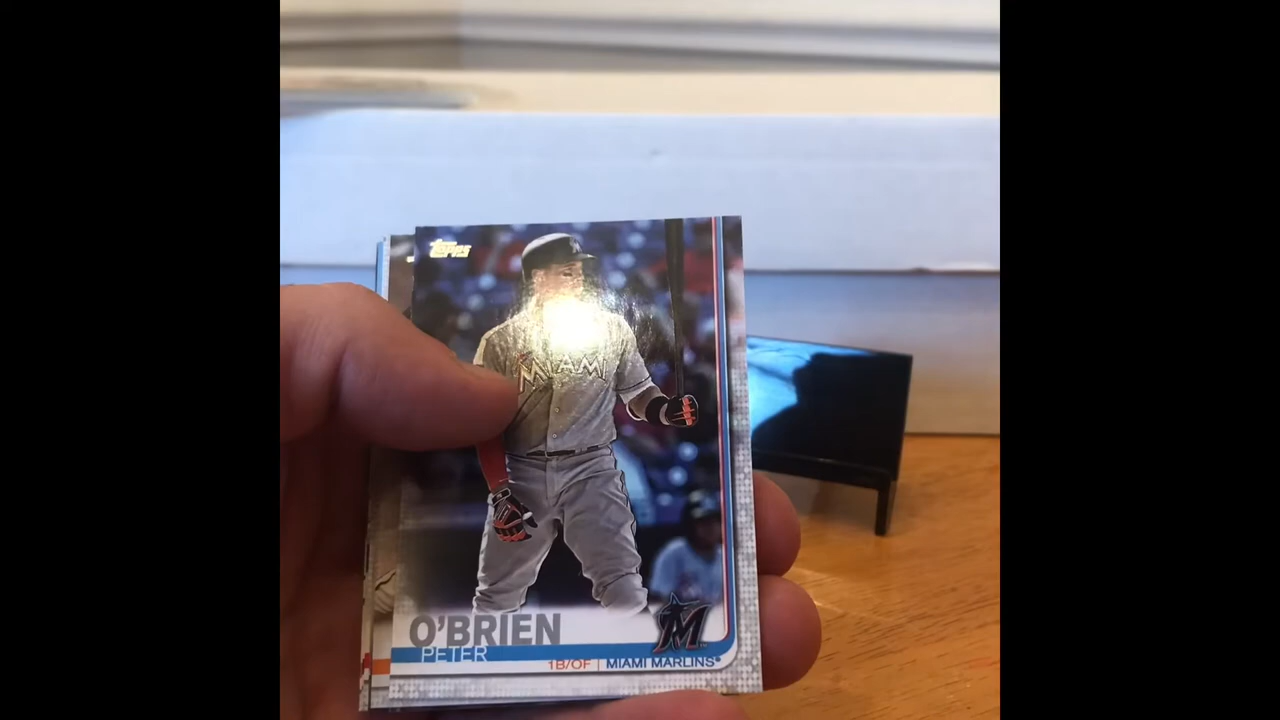 Topps
MIAMI
O'BRIEN
PETER
1B/OF | MIAMI MARLINS
M